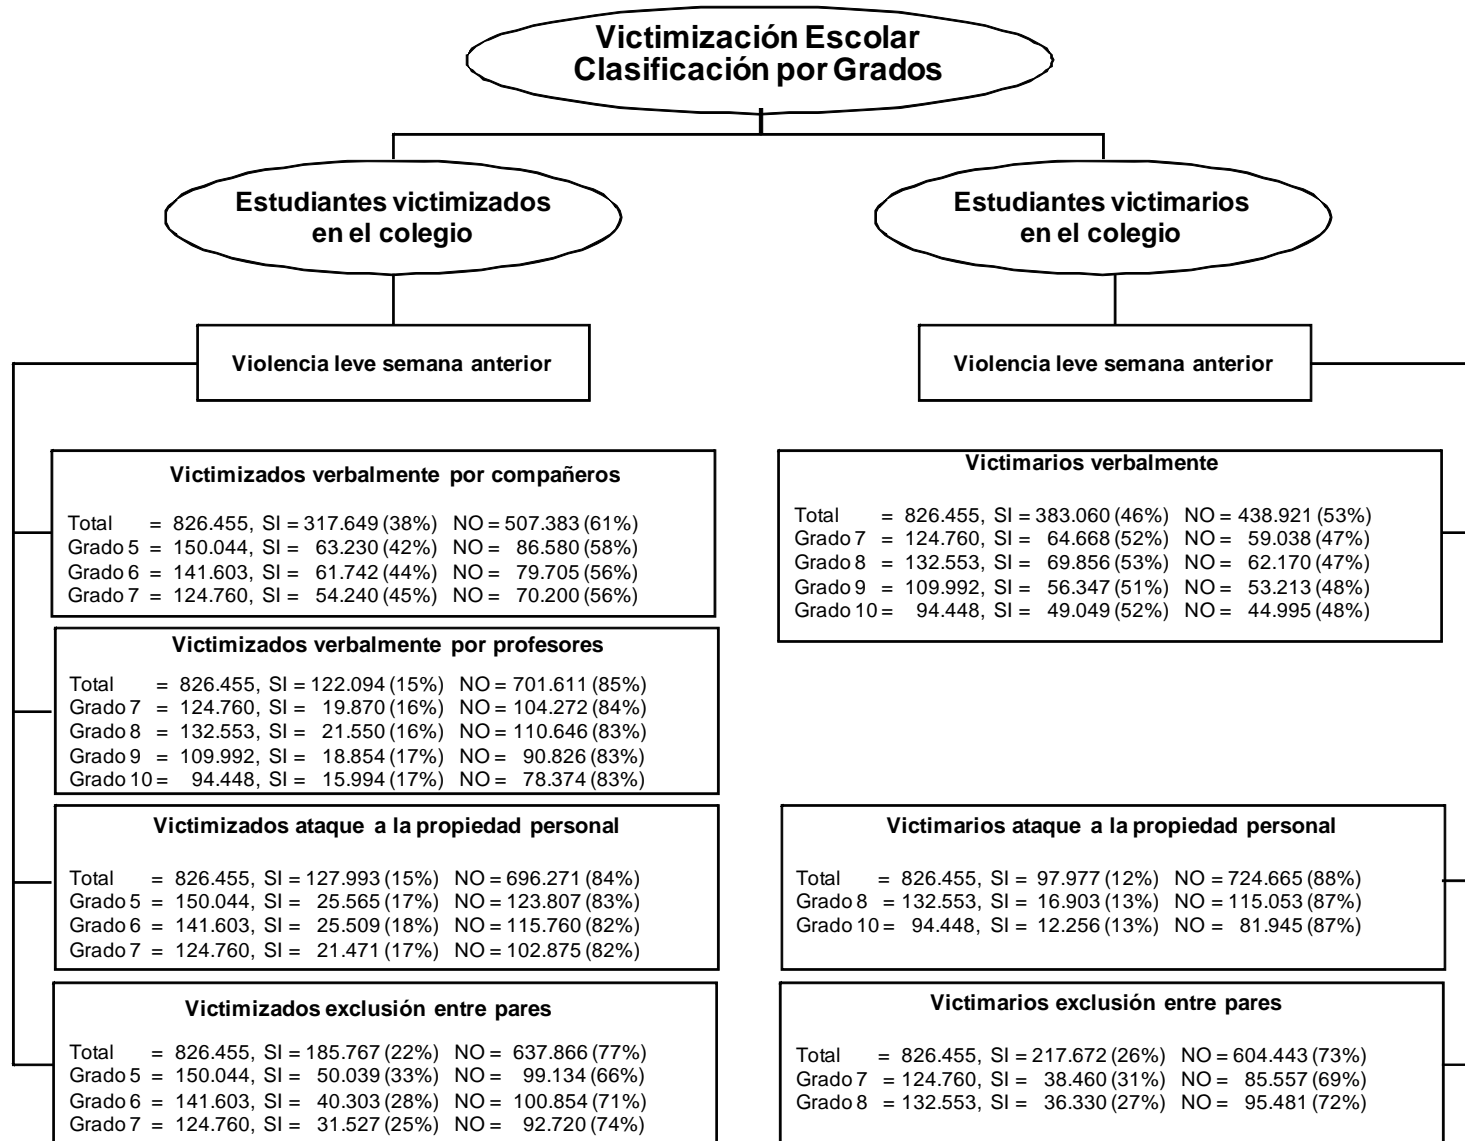 Victimización Escolar
Clasificación por Grados
Estudiantes victimizados
en el colegio
Estudiantes victimarios
en el colegio
Violencia leve semana anterior
Violencia leve semana anterior
Victimizados verbalmente por compañeros
Total = 826.455, SI = 317.649 (38%) NO = 507.383 (61%)
Grado 5 = 150.044, SI = 63.230 (42%) NO = 86.580 (58%)
Grado 6 = 141.603, SI = 61.742 (44%) NO = 79.705 (56%)
Grado 7 = 124.760, SI = 54.240 (45%) NO = 70.200 (56%)
Victimarios verbalmente
Total = 826.455, SI = 383.060 (46%) NO = 438.921 (53%)
Grado 7 = 124.760, SI = 64.668 (52%) NO = 59.038 (47%)
Grado 8 = 132.553, SI = 69.856 (53%) NO = 62.170 (47%)
Grado 9 = 109.992, SI = 56.347 (51%) NO = 53.213 (48%)
Grado 10 = 94.448, SI = 49.049 (52%) NO = 44.995 (48%)
Victimizados verbalmente por profesores
Total = 826.455, SI = 122.094 (15%) NO = 701.611 (85%)
Grado 7 = 124.760, SI = 19.870 (16%) NO = 104.272 (84%)
Grado 8 = 132.553, SI = 21.550 (16%) NO = 110.646 (83%)
Grado 9 = 109.992, SI = 18.854 (17%) NO = 90.826 (83%)
Grado 10 = 94.448, SI = 15.994 (17%) NO = 78.374 (83%)
Victimizados ataque a la propiedad personal
Total = 826.455, SI = 127.993 (15%) NO = 696.271 (84%)
Grado 5 = 150.044, SI = 25.565 (17%) NO = 123.807 (83%)
Grado 6 = 141.603, SI = 25.509 (18%) NO = 115.760 (82%)
Grado 7 = 124.760, SI = 21.471 (17%) NO = 102.875 (82%)
Victimarios ataque a la propiedad personal
Total = 826.455, SI = 97.977 (12%) NO = 724.665 (88%)
Grado 8 = 132.553, SI = 16.903 (13%) NO = 115.053 (87%)
Grado 10 = 94.448, SI = 12.256 (13%) NO = 81.945 (87%)
Victimizados exclusión entre pares
Total = 826.455, SI = 185.767 (22%) NO = 637.866 (77%)
Grado 5 = 150.044, SI = 50.039 (33%) NO = 99.134 (66%)
Grado 6 = 141.603, SI = 40.303 (28%) NO = 100.854 (71%)
Grado 7 = 124.760, SI = 31.527 (25%) NO = 92.720 (74%)
Victimarios exclusión entre pares
Total = 826.455, SI = 217.672 (26%) NO = 604.443 (73%)
Grado 7 = 124.760, SI = 38.460 (31%) NO = 85.557 (69%)
Grado 8 = 132.553, SI = 36.330 (27%) NO = 95.481 (72%)